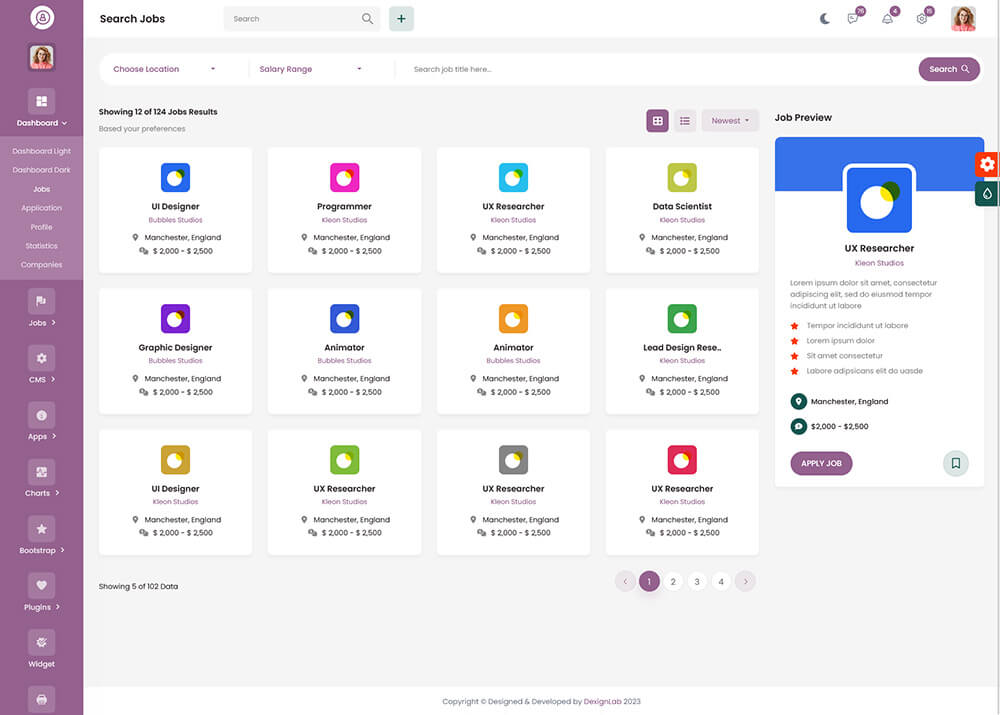 Search Jobs
Search
+
76
4
15
Dashboard
Dashboard Light
Dashboard Dark
Jobs
Application
Profile
Statistics
Companies
Jobs
CMS
Apps
Charts
Bootstrap
Plugins
Widget
Choose Location
Salary Range
Search job title here...
Search
Showing 12 of 124 Jobs Results
Based your preferences
Newest
UI Designer
Bubbles Studios
Manchester, England
$ 2,000 - $ 2,500
Programmer
Kleon Studios
Manchester, England
$ 2,000 - $ 2,500
UX Researcher
Kleon Studios
Manchester, England
$ 2,000 - $ 2,500
Data Scientist
Kleon Studios
Manchester, England
$ 2,000 - $ 2,500
Graphic Designer
Bubbles Studios
Manchester, England
$ 2,000 - $ 2,500
Animator
Bubbles Studios
Manchester, England
$ 2,000 - $ 2,500
Animator
Bubbles Studios
Manchester, England
$ 2,000 - $ 2,500
Lead Design Rese..
Kleon Studios
Manchester, England
$ 2,000 - $ 2,500
UI Designer
Kleon Studios
Manchester, England
$ 2,000 - $ 2,500
UX Researcher
Kleon Studios
Manchester, England
$ 2,000 - $ 2,500
UX Researcher
Kleon Studios
Manchester, England
$ 2,000 - $ 2,500
UX Researcher
Kleon Studios
Manchester, England
$ 2,000 - $ 2,500
Showing 5 of 102 Data
1 2 3 4
Job Preview
UX Researcher
Kleon Studios
Lorem ipsum dolor sit amet, consectetur
adipiscing elit, sed do eiusmod tempor
incididunt ut labore
Tempor incididunt ut labore
Lorem ipsum dolor
Sit amet consectetur
Labore adipsicans elit do uasde
Manchester, England
$2,000 - $2,500
APPLY JOB
Copyright © Designed & Developed by DexignLab 2023